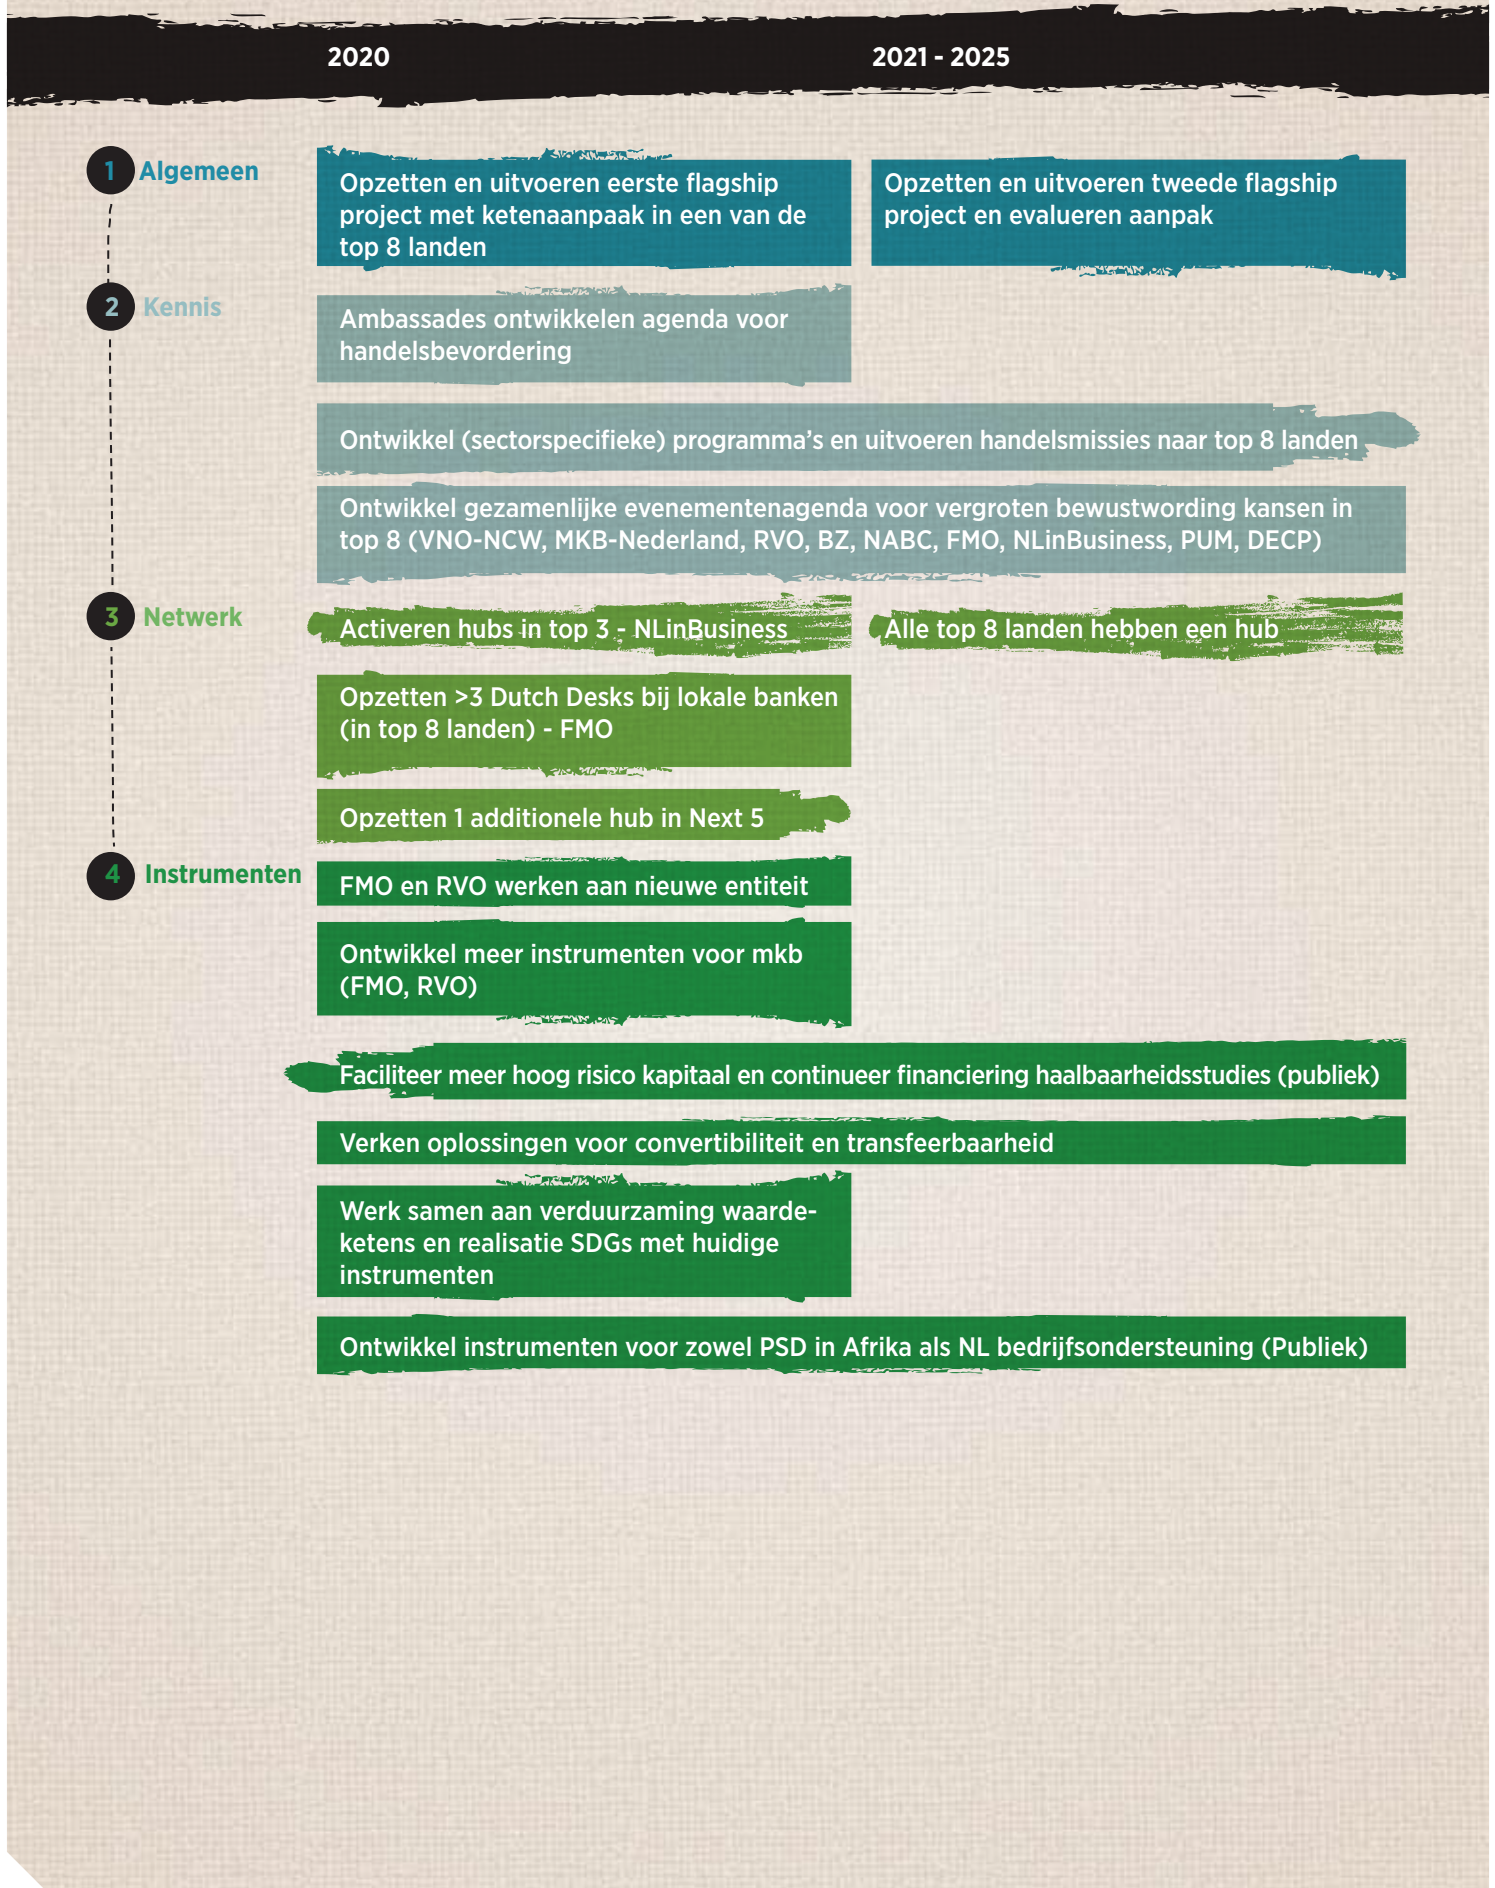 2020
2021 - 2025
1 Algemeen
Opzetten en uitvoeren eerste flagship
project met ketenaanpaak in een van de
top 8 landen
Opzetten en uitvoeren tweede flagship
project en evalueren aanpak
2 Kennis
Ambassades ontwikkelen agenda voor
handelsbevordering
Ontwikkel (sectorspecifieke) programma’s en uitvoeren handelsmissies naar top 8 landen
Ontwikkel gezamenlijke evenementenagenda voor vergroten bewustwording kansen in
top 8 (VNO-NCW, MKB-Nederland, RVO, BZ, NABC, FMO, NLinBusiness, PUM, DECP)
3 Netwerk
Activeren hubs in top 3 - NLinBusiness
Alle top 8 landen hebben een hub
Opzetten >3 Dutch Desks bij lokale banken
(in top 8 landen) - FMO
Opzetten 1 additionele hub in Next 5
4 Instrumenten
FMO en RVO werken aan nieuwe entiteit
Ontwikkel meer instrumenten voor mkb
(FMO, RVO)
Faciliteer meer hoog risico kapitaal en continueer financiering haalbaarheidsstudies (publiek)
Verken oplossingen voor convertibiliteit en transfeerbaarheid
Werk samen aan verduurzaming waarde-
ketens en realisatie SDGs met huidige
instrumenten
Ontwikkel instrumenten voor zowel PSD in Afrika als NL bedrijfsondersteuning (Publiek)